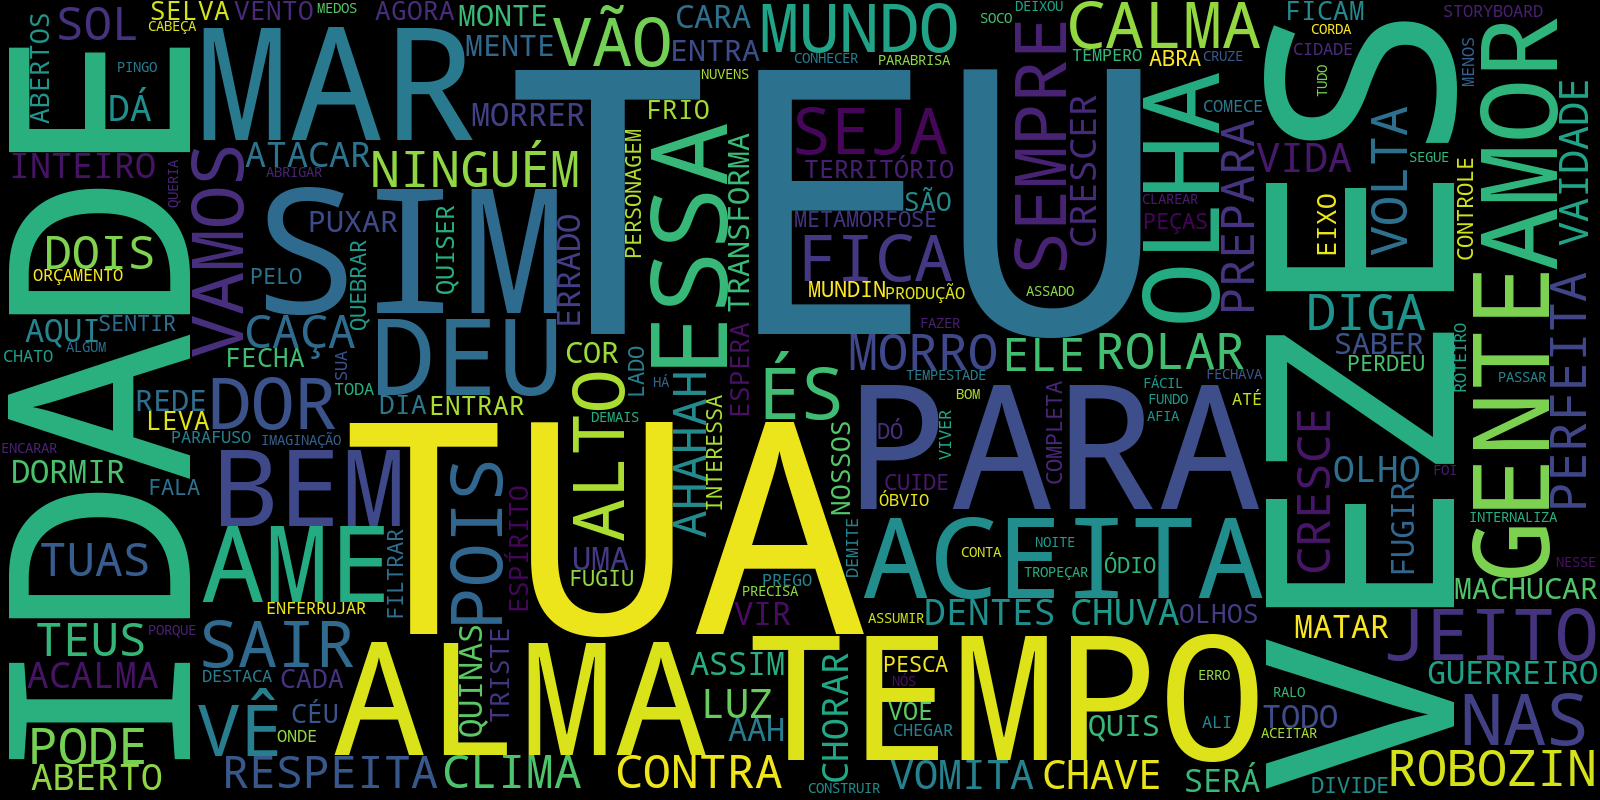 SOL
SELVA
CABEÇA
VENTO
MEDOS
AGORA
MONTE
MENTE
VÃO
CARA
ENTRA
MUNDO
CONHECER
PARABRISA
SOCO
DEIXOU
CALMA
TEMPERO
ABRA
CRUZE
FICAM
CORDA
CIDADE
STORYBOARD
ABERTOS
PINGO
DÁ
MAR
MORRER
TEU
NUVENS
FRIO
SEJA
TERRITÓRIO
SEMPRE
CRESCER
OLHA
COMECE
PREPARA
VIDA
TUDO
VEZES
VOLTA
SEGUE
MENOS
AMOR
VAIDADE
INTEIRO
QUERIA
ATACAR
ABRIGAR
NINGUÉM
PERSONAGEM
ESSA
TRANSFORMA
SÃO
METAMORFOSE
CLAREAR
PEÇAS
EIXO
CONTROLE
IDADE
DOIS
ORÇAMENTO
VAMOS
SIM
PUXAR
PELO
QUEBRAR
QUISER
ERRADO
FICA
MUNDIN
PRODUÇÃO
ASSADO
DIGA
SABER
PERDEU
ROTEIRO
PERFEITA
GENTE
AQUI
SENTIR
CHATO
ALGUM
CAÇA
FECHA
SUA
DEU
COR
LADO
HÁ
ESPERA
FAZER
MORRO
TEMPESTADE
ELE
ROLAR
FÁCIL
FUNDO
AFIA
FECHAVA
ATÉ
PASSAR
REDE
LEVA
PARAFUSO
IMAGINAÇÃO
DOR
TODA
DIA
ENTRAR
ALTO
DEMAIS
AHAHAH
INTERESSA
ÉS
BOM
PARA
DÓ
VIVER
COMPLETA
CUIDE
ÓBVIO
NOSSOS
CRESCE
OLHO
FOI
FUGIR
ENCARAR
DORMIR
FALA
BEM
TUA
POIS
ESPÍRITO
UMA
FUGIU
DEMITE
ACEITA
CONTA
NOITE
TROPEÇAR
ÓDIO
INTERNALIZA
NESSE
TUAS
AME
FILTRAR
ENFERRUJAR
PREGO
PRECISA
VIR
ASSUMIR
DENTES
CHUVA
OLHOS
MATAR
MACHUCAR
JEITO
GUERREIRO
TEUS
PORQUE
ACALMA
SAIR
DESTACA
CADA
ALMA
QUINAS
TRISTE
ASSIM
TEMPO
PESCA
NÓS
ERRO
RALO
VÊ
CÉU
ONDE
LUZ
AAH
CHORAR
VOE
CHEGAR
QUIS
ALI
TODO
ACEITAR
NAS
PODE
ABERTO
RESPEITA
CLIMA
CONTRA
CONSTRUIR
VOMITA
CHAVE
SERÁ
DIVIDE
ROBOZIN